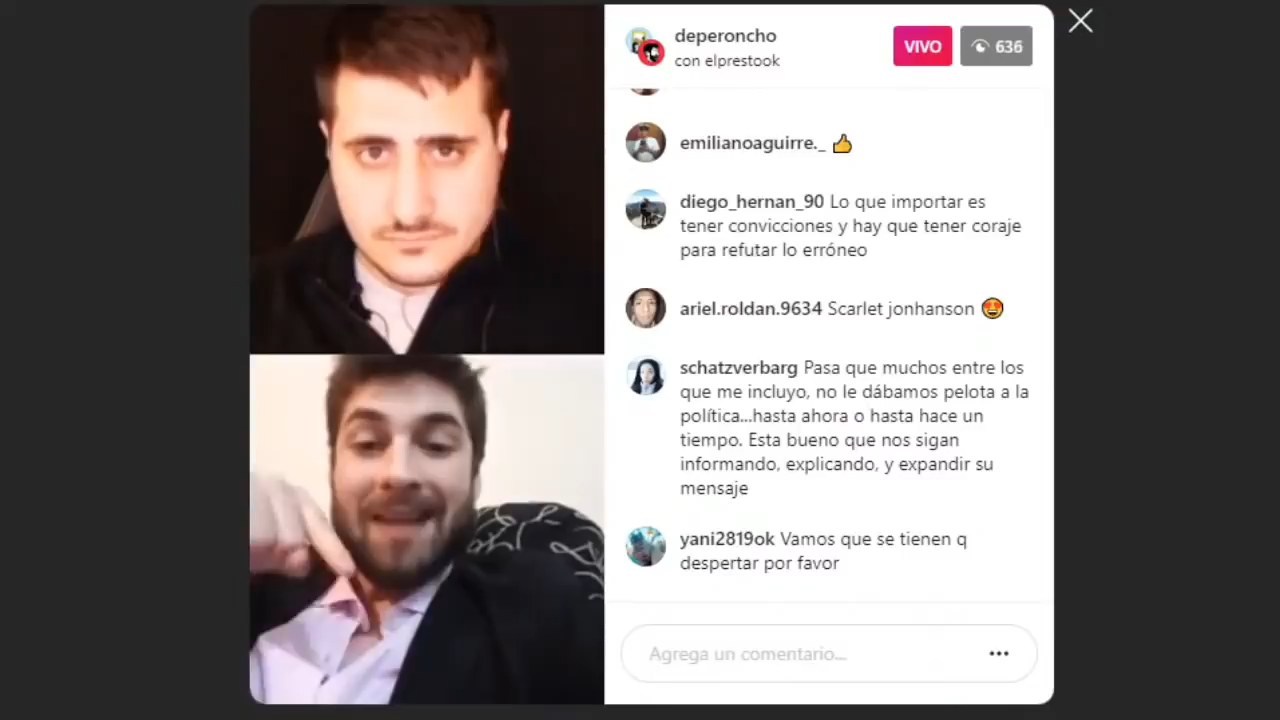 deperoncho
con elprestook
VIVO
636
emilianoaguirre._ 👍
diego_hernan_90 Lo que importar es
tener convicciones y hay que tener coraje
para refutar lo erróneo
ariel.roldan.9634 Scarlet jonhanson 🤩
schatzverbarg Pasa que muchos entre los
que me incluyo, no le dábamos pelota a la
política...hasta ahora o hasta hace un
tiempo. Esta bueno que nos sigan
informando, explicando, y expandir su
mensaje
yani2819ok Vamos que se tienen q
despertar por favor
Agrega un comentario...